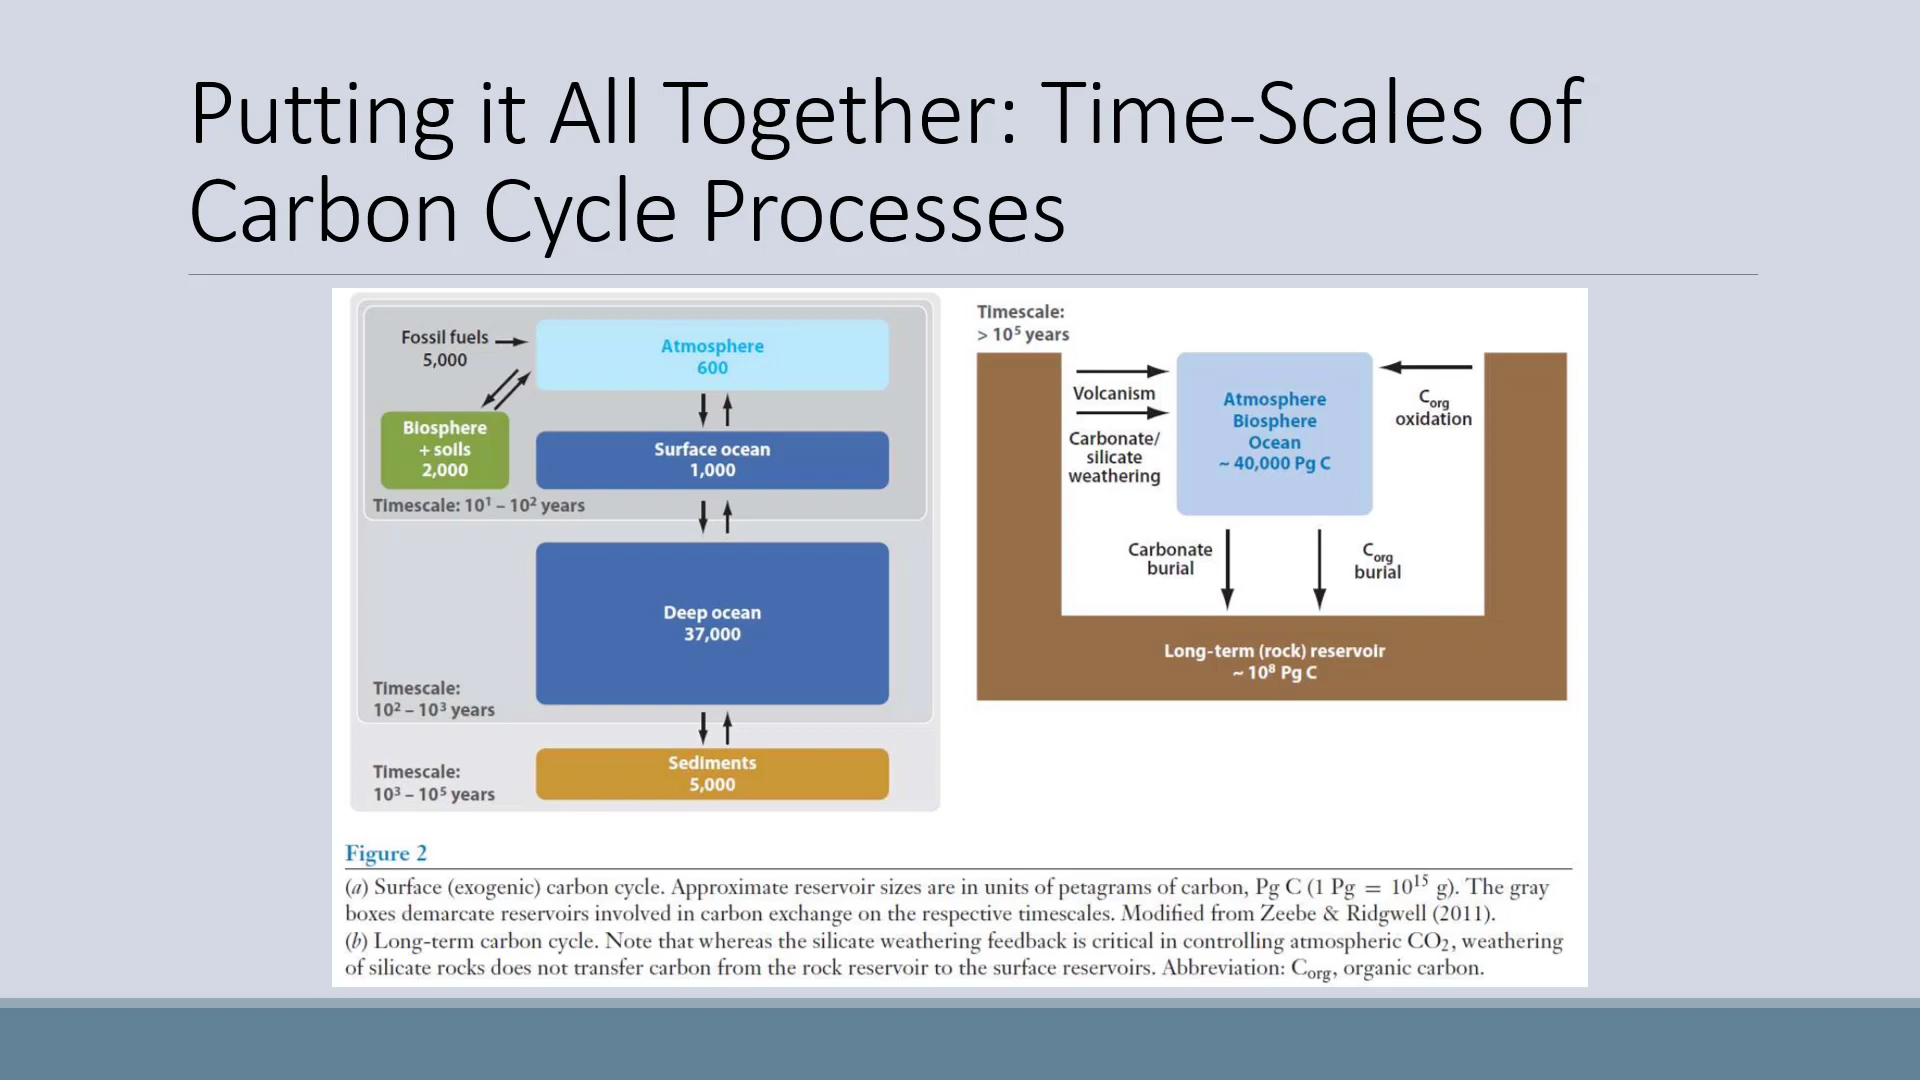 Putting it All Together: Time-Scales of
Carbon Cycle Processes
Fossil fuels
5,000
Atmosphere
600
Biosphere
+ soils
2,000
Surface ocean
1,000
Timescale: 10¹ – 10² years
Deep ocean
37,000
Timescale:
10² – 10³ years
Sediments
5,000
Timescale:
10³ – 10⁵ years
Timescale:
> 10⁵ years
Volcanism
Carbonate/
silicate
weathering
Atmosphere
Biosphere
Ocean
~ 40,000 Pg C
Corg
oxidation
Carbonate
burial
Corg
burial
Long-term (rock) reservoir
~ 10⁸ Pg C
Figure 2
(a) Surface (exogenic) carbon cycle. Approximate reservoir sizes are in units of petagrams of carbon, Pg C (1 Pg = 10¹⁵ g). The gray
boxes demarcate reservoirs involved in carbon exchange on the respective timescales. Modified from Zeebe & Ridgwell (2011).
(b) Long-term carbon cycle. Note that whereas the silicate weathering feedback is critical in controlling atmospheric CO₂, weathering
of silicate rocks does not transfer carbon from the rock reservoir to the surface reservoirs. Abbreviation: Corg, organic carbon.